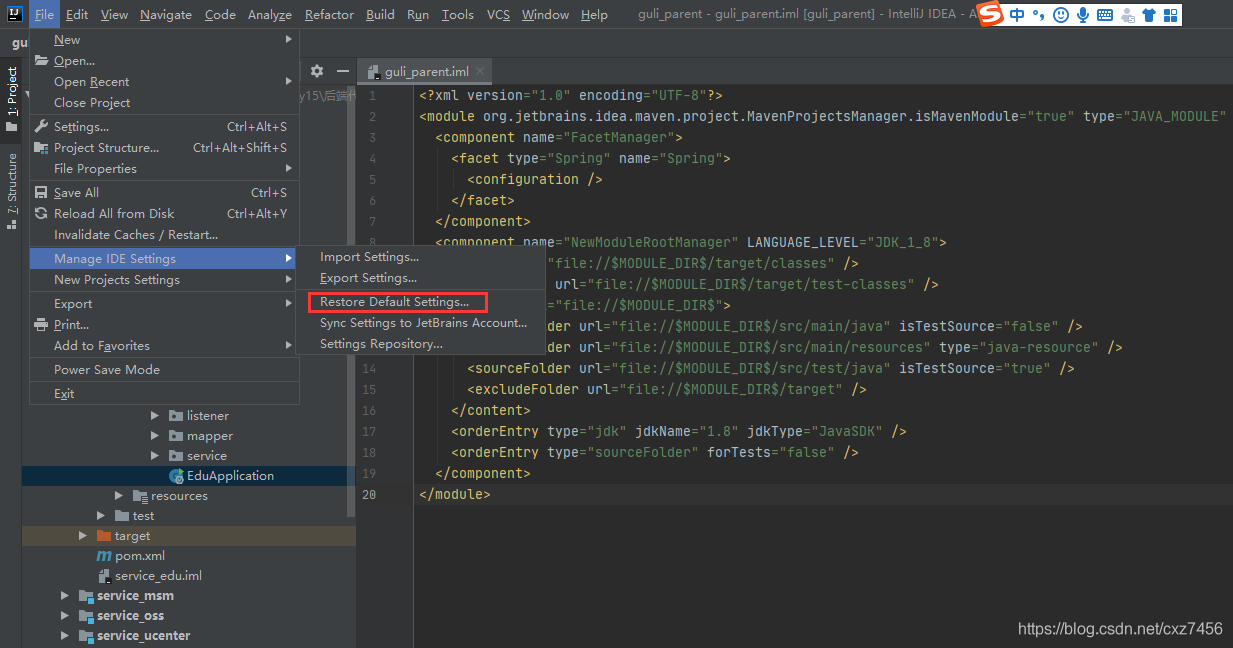 File Edit View Navigate Code Analyze Refactor Build Run Tools VCS Window Help guli_parent - guli_parent.iml [guli_parent] - IntelliJ IDEA - A
中
gu
1: Project
7: Structure
New
Open...
Open Recent
Close Project
Settings... Ctrl+Alt+S
Project Structure... Ctrl+Alt+Shift+S
File Properties
Save All Ctrl+S
Reload All from Disk Ctrl+Alt+Y
Invalidate Caches / Restart...
Manage IDE Settings
New Projects Settings
Export
Print...
Add to Favorites
Power Save Mode
Exit
Import Settings...
Export Settings...
Restore Default Settings...
Sync Settings to JetBrains Account...
Settings Repository...
y15\后端
listener
mapper
service
EduApplication
resources
test
target
pom.xml
service_edu.iml
service_msm
service_oss
service_ucenter
guli_parent.iml
1 <?xml version="1.0" encoding="UTF-8"?>
2 <module org.jetbrains.idea.maven.project.MavenProjectsManager.isMavenModule="true" type="JAVA_MODULE"
3 <component name="FacetManager">
4 <facet type="Spring" name="Spring">
5 <configuration />
6 </facet>
7 </component>
8 <component name="NewModuleRootManager" LANGUAGE_LEVEL="JDK_1_8">
"file://$MODULE_DIR$/target/classes" />
url="file://$MODULE_DIR$/target/test-classes" />
="file://$MODULE_DIR$">
der url="file://$MODULE_DIR$/src/main/java" isTestSource="false" />
der url="file://$MODULE_DIR$/src/main/resources" type="java-resource" />
14 <sourceFolder url="file://$MODULE_DIR$/src/test/java" isTestSource="true" />
15 <excludeFolder url="file://$MODULE_DIR$/target" />
16 </content>
17 <orderEntry type="jdk" jdkName="1.8" jdkType="JavaSDK" />
18 <orderEntry type="sourceFolder" forTests="false" />
19 </component>
20 </module>
https://blog.csdn.net/cxz7456